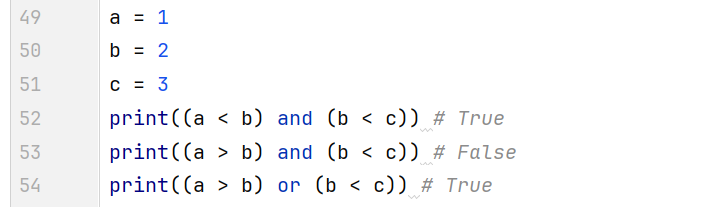 49 a = 1
50 b = 2
51 c = 3
52 print((a < b) and (b < c)) # True
53 print((a > b) and (b < c)) # False
54 print((a > b) or (b < c)) # True